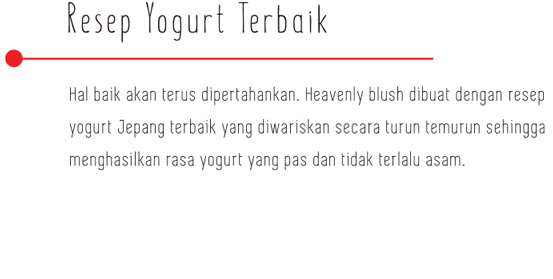 Resep Yogurt Terbaik
Hal baik akan terus dipertahankan. Heavenly blush dibuat dengan resep
yogurt Jepang terbaik yang diwariskan secara turun temurun sehingga
menghasilkan rasa yogurt yang pas dan tidak terlalu asam.